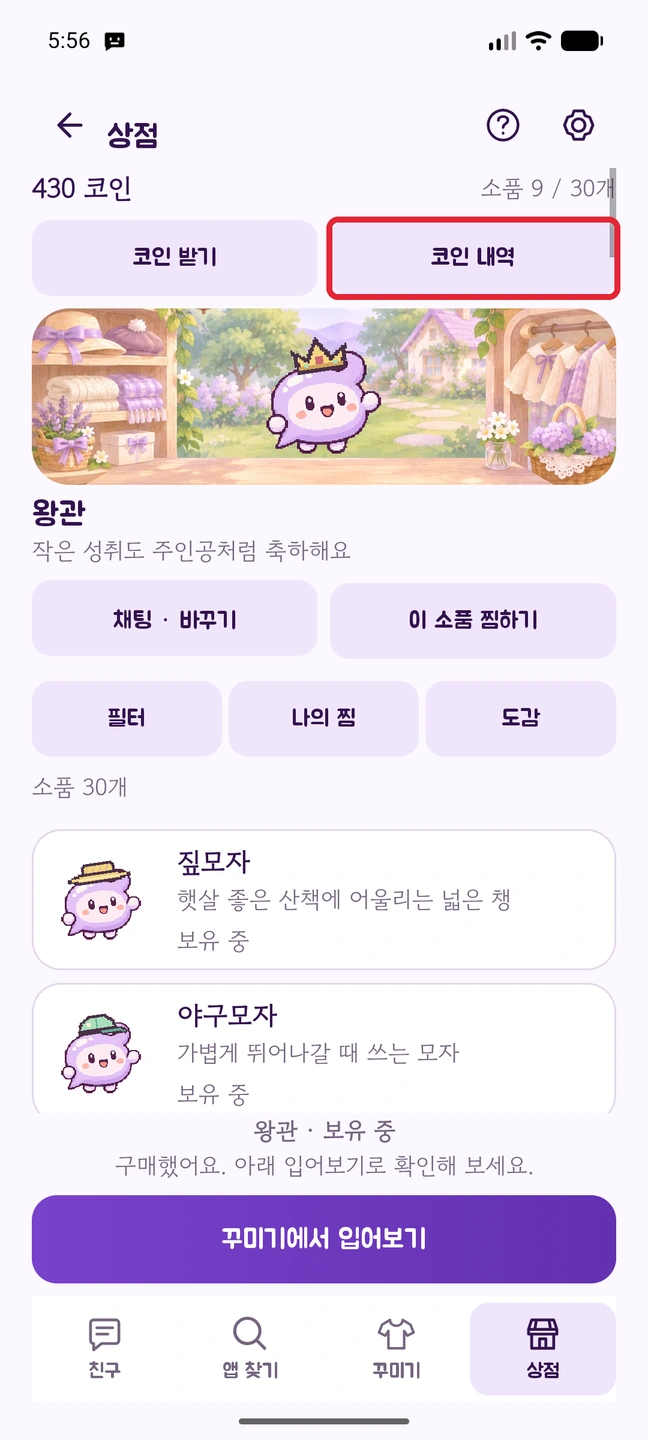 5:56
상점
430 코인
소품 9 / 30개
코인 받기
코인 내역
왕관
작은 성취도 주인공처럼 축하해요
채팅 · 바꾸기
이 소품 찜하기
필터
나의 찜
도감
소품 30개
짚모자
햇살 좋은 산책에 어울리는 넓은 챙
보유 중
야구모자
가볍게 뛰어나갈 때 쓰는 모자
보유 중
왕관 · 보유 중
구매했어요. 아래 입어보기로 확인해 보세요.
꾸미기에서 입어보기
친구
앱 찾기
꾸미기
상점